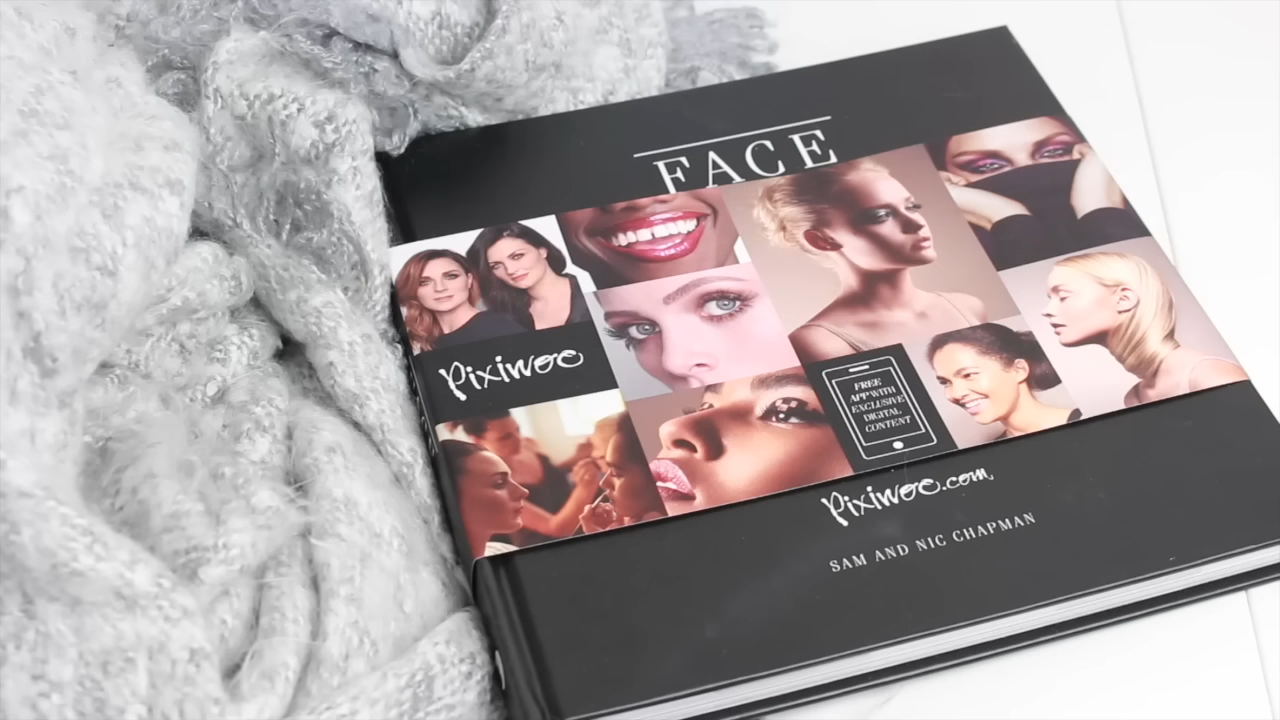 FACE
Pixiwoo
FREE
APP WITH
EXCLUSIVE
DIGITAL
CONTENT
Pixiwoo.com
SAM AND NIC CHAPMAN